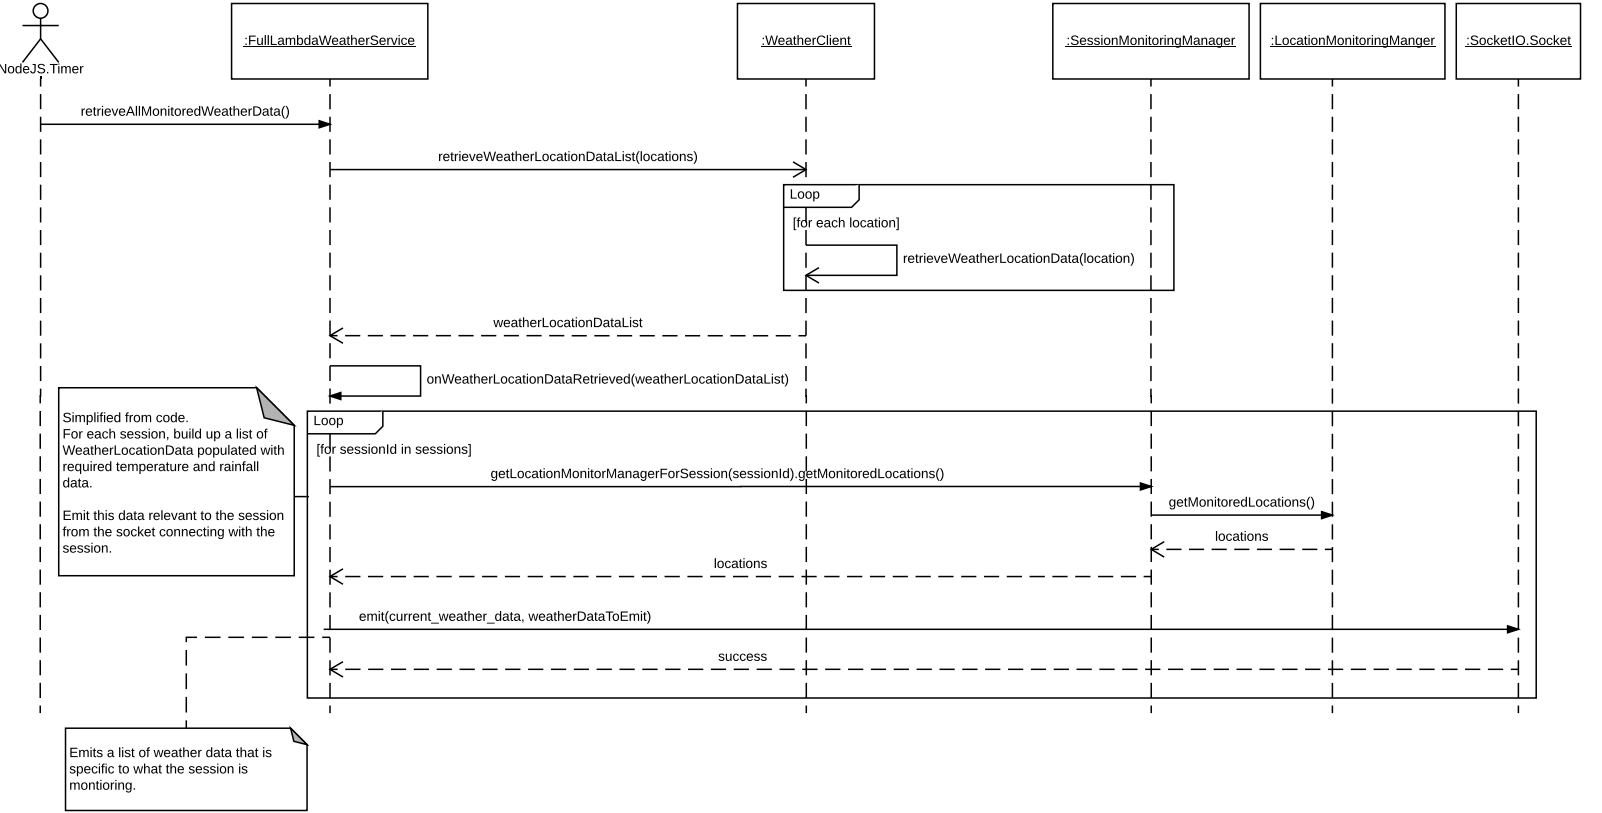 NodeJS.Timer
:FullLambdaWeatherService
:WeatherClient
:SessionMonitoringManager
:LocationMonitoringManger
:SocketIO.Socket
retrieveAllMonitoredWeatherData()
retrieveWeatherLocationDataList(locations)
Loop
[for each location]
retrieveWeatherLocationData(location)
weatherLocationDataList
onWeatherLocationDataRetrieved(weatherLocationDataList)
Simplified from code.
For each session, build up a list of
WeatherLocationData populated with
required temperature and rainfall
data.
Emit this data relevant to the session
from the socket connecting with the
session.
Loop
[for sessionId in sessions]
getLocationMonitorManagerForSession(sessionId).getMonitoredLocations()
getMonitoredLocations()
locations
locations
emit(current_weather_data, weatherDataToEmit)
success
Emits a list of weather data that is
specific to what the session is
montioring.